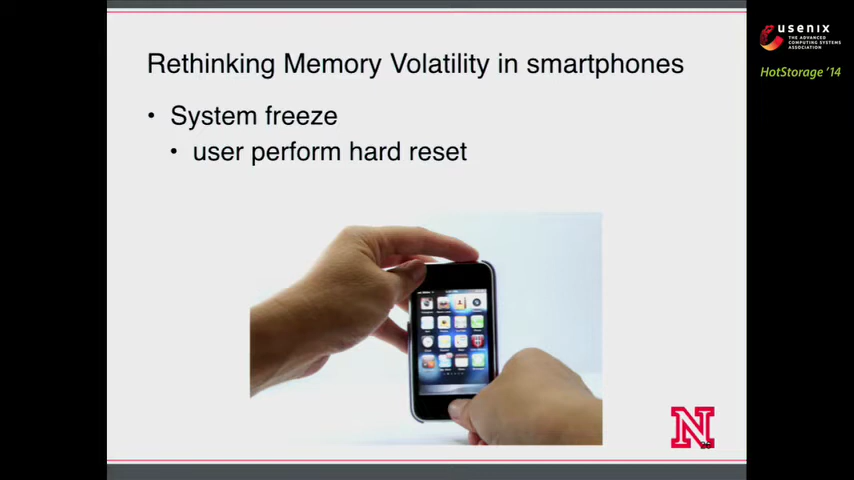 Rethinking Memory Volatility in smartphones
• System freeze
• user perform hard reset
usenix
THE ADVANCED
COMPUTING SYSTEMS
ASSOCIATION
HotStorage '14
N
26